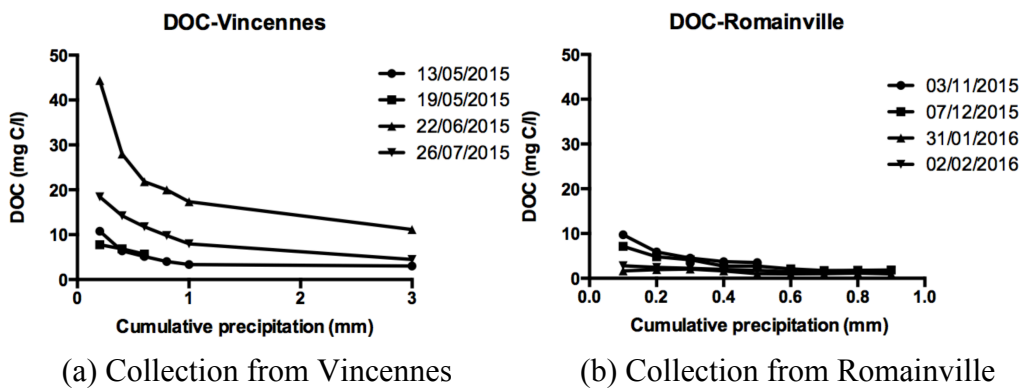 DOC-Vincennes
50
40
30
20
10
0
0 1 2 3
DOC (mg C/l)
Cumulative precipitation (mm)
13/05/2015
19/05/2015
22/06/2015
26/07/2015
(a) Collection from Vincennes
DOC-Romainville
50
40
30
20
10
0
0.0 0.2 0.4 0.6 0.8 1.0
DOC (mg C/l)
Cumulative precipitation (mm)
03/11/2015
07/12/2015
31/01/2016
02/02/2016
(b) Collection from Romainville